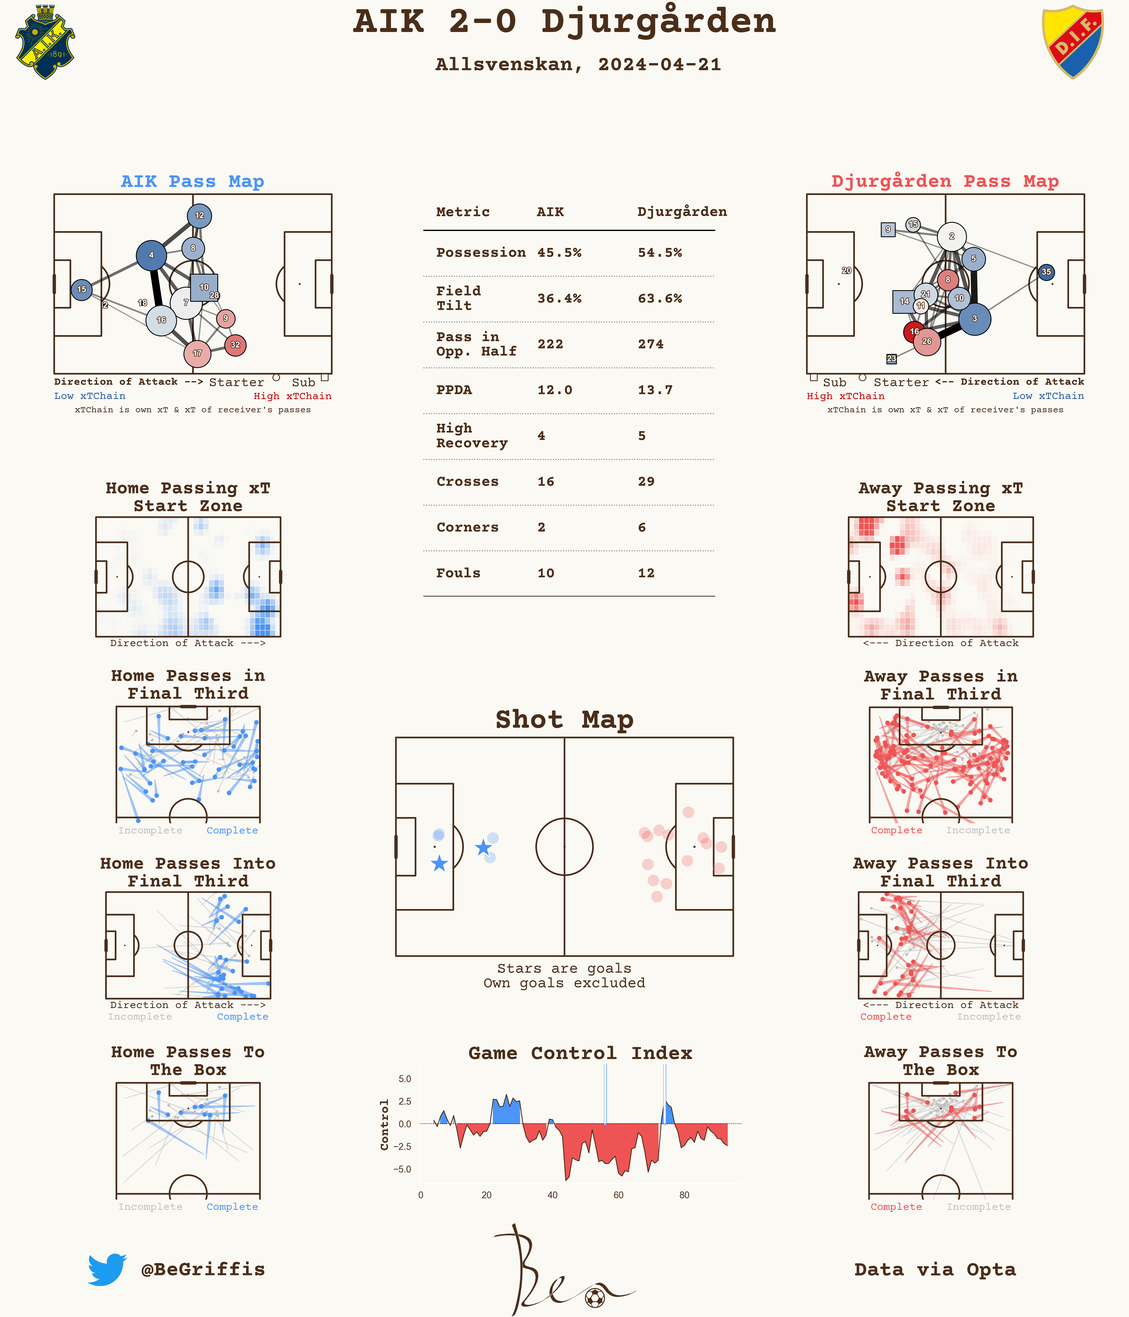 AIK 2-0 Djurgården
Allsvenskan, 2024-04-21
A.I.K.
1891
D.I.F.
AIK Pass Map
12
8
4
15
2
18
10
28
7
16
9
32
17
Direction of Attack --> Starter Sub
Low xTChain High xTChain
xTChain is own xT & xT of receiver's passes
Metric AIK Djurgården
Possession 45.5% 54.5%
Field
Tilt 36.4% 63.6%
Pass in
Opp. Half 222 274
PPDA 12.0 13.7
High
Recovery 4 5
Crosses 16 29
Corners 2 6
Fouls 10 12
Djurgården Pass Map
9
15
2
5
20
35
8
21
10
14
11
3
16
26
23
Sub Starter <-- Direction of Attack
High xTChain Low xTChain
xTChain is own xT & xT of receiver's passes
Home Passing xT
Start Zone
Direction of Attack --->
Away Passing xT
Start Zone
<--- Direction of Attack
Home Passes in
Final Third
Incomplete Complete
Shot Map
Stars are goals
Own goals excluded
Away Passes in
Final Third
Complete Incomplete
Home Passes Into
Final Third
Direction of Attack --->
Incomplete Complete
Away Passes Into
Final Third
<--- Direction of Attack
Complete Incomplete
Home Passes To
The Box
Incomplete Complete
Game Control Index
Control
5.0
2.5
0.0
−2.5
−5.0
0 20 40 60 80
Away Passes To
The Box
Complete Incomplete
@BeGriffis
Ben
Data via Opta